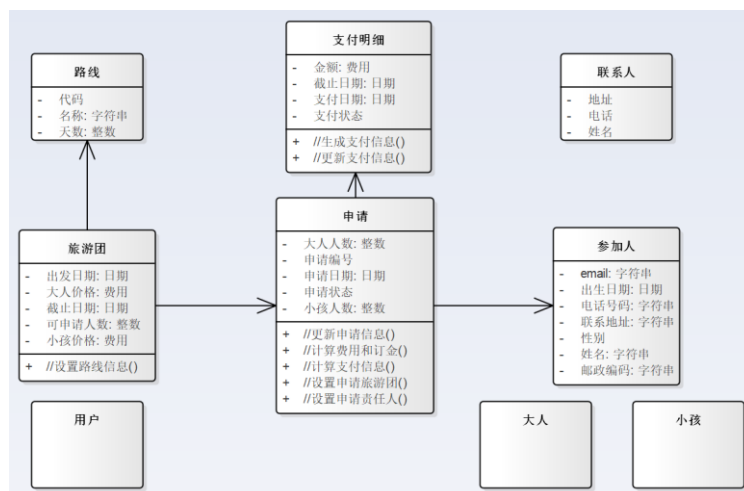 路线
- 代码
- 名称: 字符串
- 天数: 整数
支付明细
- 金额: 费用
- 截止日期: 日期
- 支付日期: 日期
- 支付状态
+ //生成支付信息()
+ //更新支付信息()
联系人
- 地址
- 电话
- 姓名
旅游团
- 出发日期: 日期
- 大人价格: 费用
- 截止日期: 日期
- 可申请人数: 整数
- 小孩价格: 费用
+ //设置路线信息()
申请
- 大人人数: 整数
- 申请编号
- 申请日期: 日期
- 申请状态
- 小孩人数: 整数
+ //更新申请信息()
+ //计算费用和订金()
+ //计算支付信息()
+ //设置申请旅游团()
+ //设置申请责任人()
参加人
- email: 字符串
- 出生日期: 日期
- 电话号码: 字符串
- 联系地址: 字符串
- 性别
- 姓名: 字符串
- 邮政编码: 字符串
用户
大人
小孩